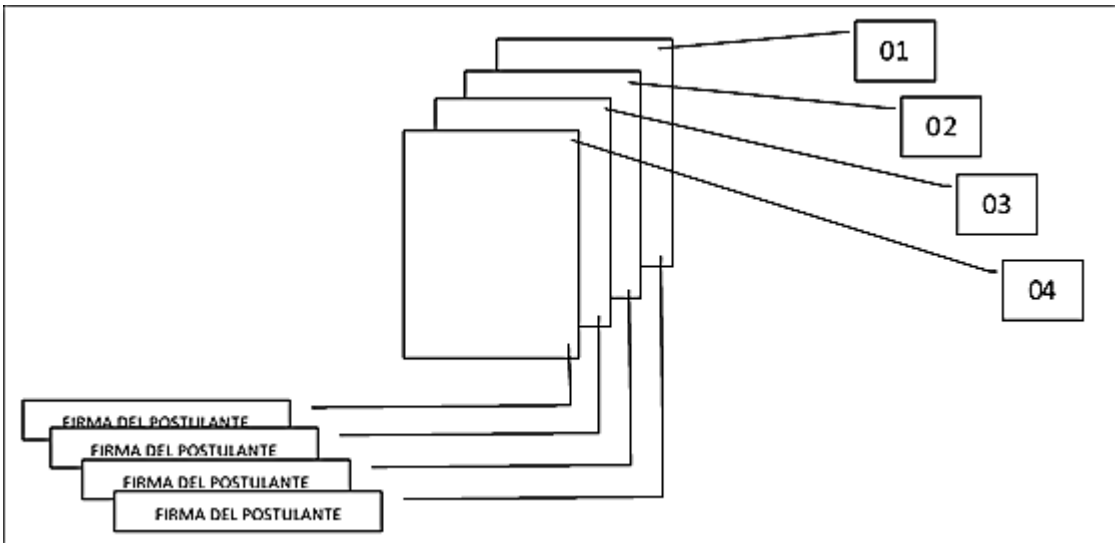 01
02
03
04
FIRMA DEL POSTULANTE
FIRMA DEL POSTULANTE
FIRMA DEL POSTULANTE
FIRMA DEL POSTULANTE